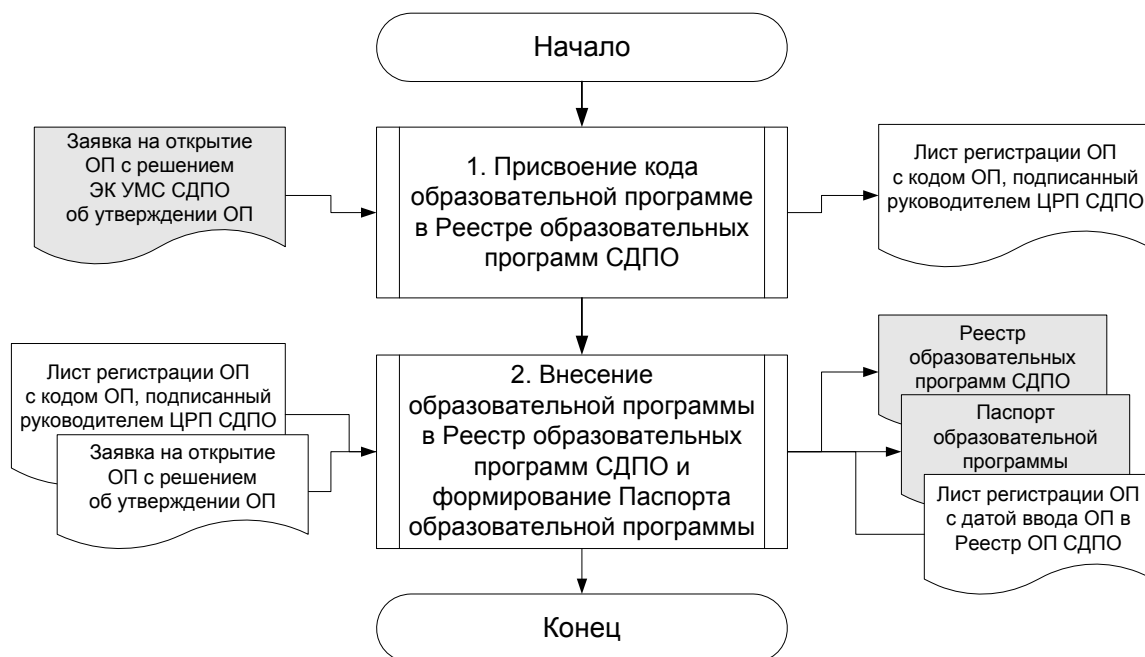 Начало
Заявка на открытие
ОП с решением
ЭК УМС СДПО
об утверждении ОП
1. Присвоение кода
образовательной программе
в Реестре образовательных
программ СДПО
Лист регистрации ОП
с кодом ОП, подписанный
руководителем ЦРП СДПО
Лист регистрации ОП
с кодом ОП, подписанный
руководителем ЦРП СДПО
Заявка на открытие
ОП с решением
об утверждении ОП
2. Внесение
образовательной программы
в Реестр образовательных
программ СДПО и
формирование Паспорта
образовательной программы
Реестр
образовательных
программ СДПО
Паспорт
образовательной
программы
Лист регистрации ОП
с датой ввода ОП в
Реестр ОП СДПО
Конец